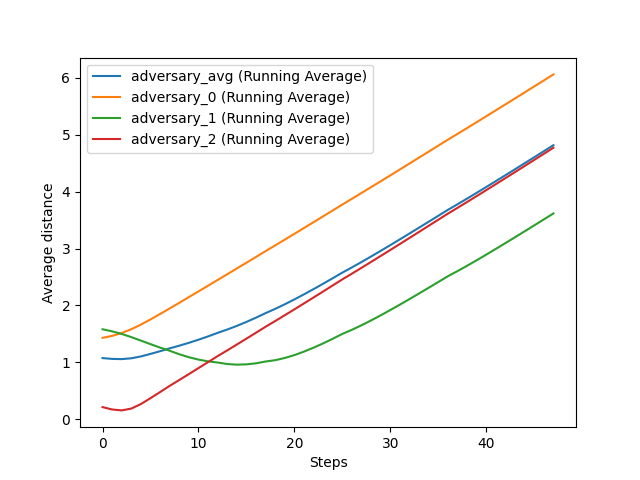 adversary_avg (Running Average)
adversary_0 (Running Average)
adversary_1 (Running Average)
adversary_2 (Running Average)
Average distance
6
5
4
3
2
1
0
0 10 20 30 40
Steps